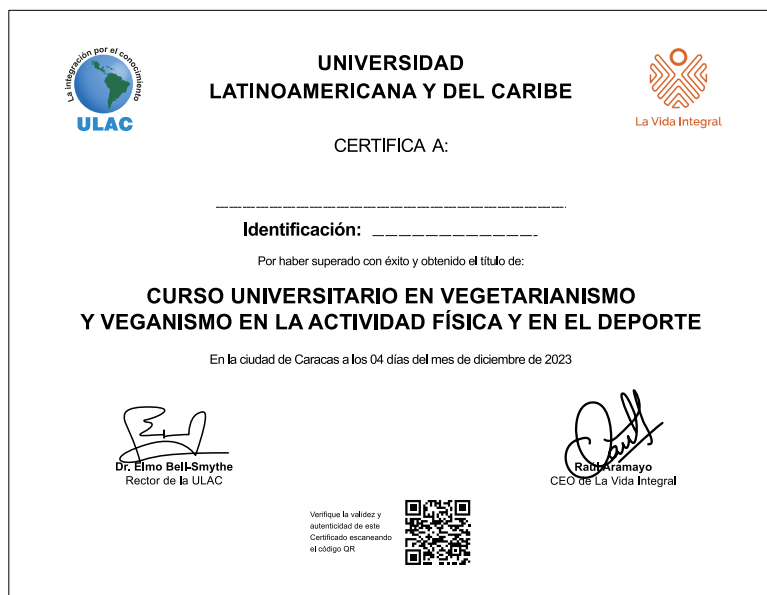 La integración por el conocimiento
ULAC
UNIVERSIDAD
LATINOAMERICANA Y DEL CARIBE
La Vida Integral
CERTIFICA A:
Identificación:
Por haber superado con éxito y obtenido el título de:
CURSO UNIVERSITARIO EN VEGETARIANISMO
Y VEGANISMO EN LA ACTIVIDAD FÍSICA Y EN EL DEPORTE
En la ciudad de Caracas a los 04 días del mes de diciembre de 2023
Dr. Elmo Bell-Smythe
Rector de la ULAC
Raúl Aramayo
CEO de La Vida Integral
Verifique la validez y
autenticidad de este
Certificado escaneando
el código QR